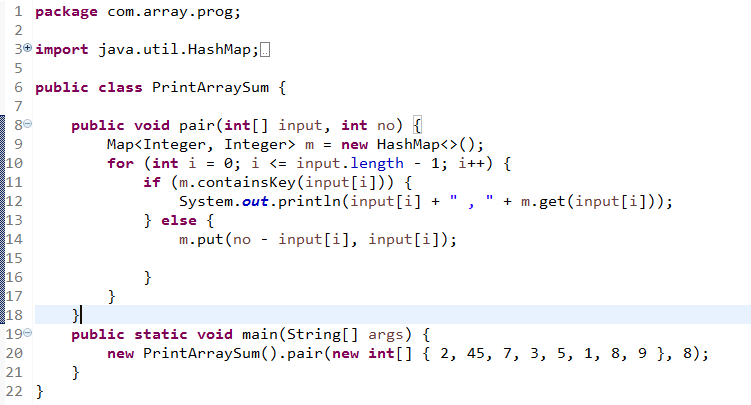 1 package com.array.prog;
2
3 import java.util.HashMap;
5
6 public class PrintArraySum {
7
8 public void pair(int[] input, int no) {
9 Map<Integer, Integer> m = new HashMap<>();
10 for (int i = 0; i <= input.length - 1; i++) {
11 if (m.containsKey(input[i])) {
12 System.out.println(input[i] + " , " + m.get(input[i]));
13 } else {
14 m.put(no - input[i], input[i]);
15
16 }
17 }
18 }
19 public static void main(String[] args) {
20 new PrintArraySum().pair(new int[] { 2, 45, 7, 3, 5, 1, 8, 9 }, 8);
21 }
22 }